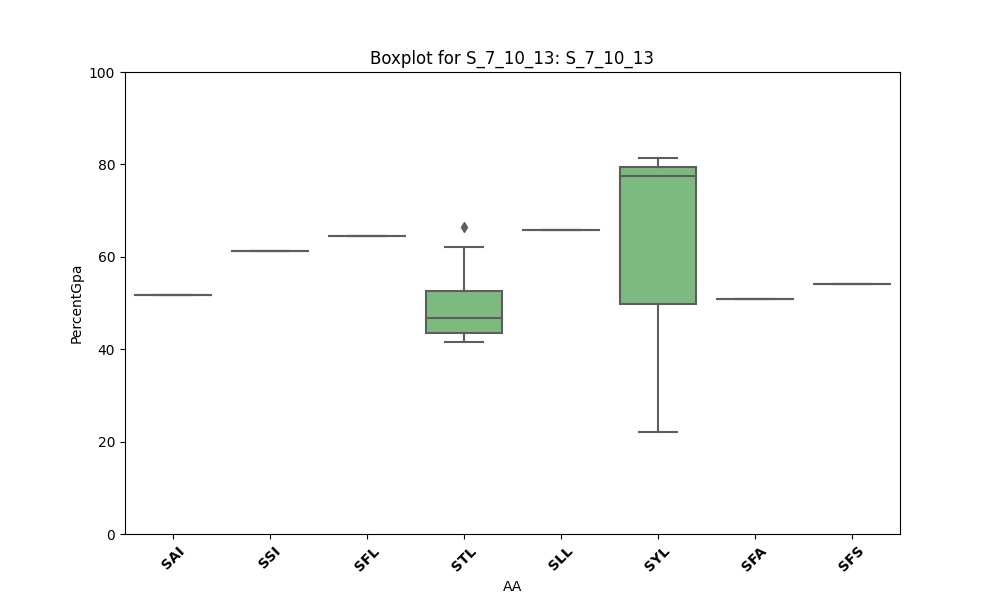 Boxplot for S_7_10_13: S_7_10_13
100
80
60
40
20
0
PercentGpa
SAI
SSI
SFL
STL
SLL
SYL
SFA
SFS
AA